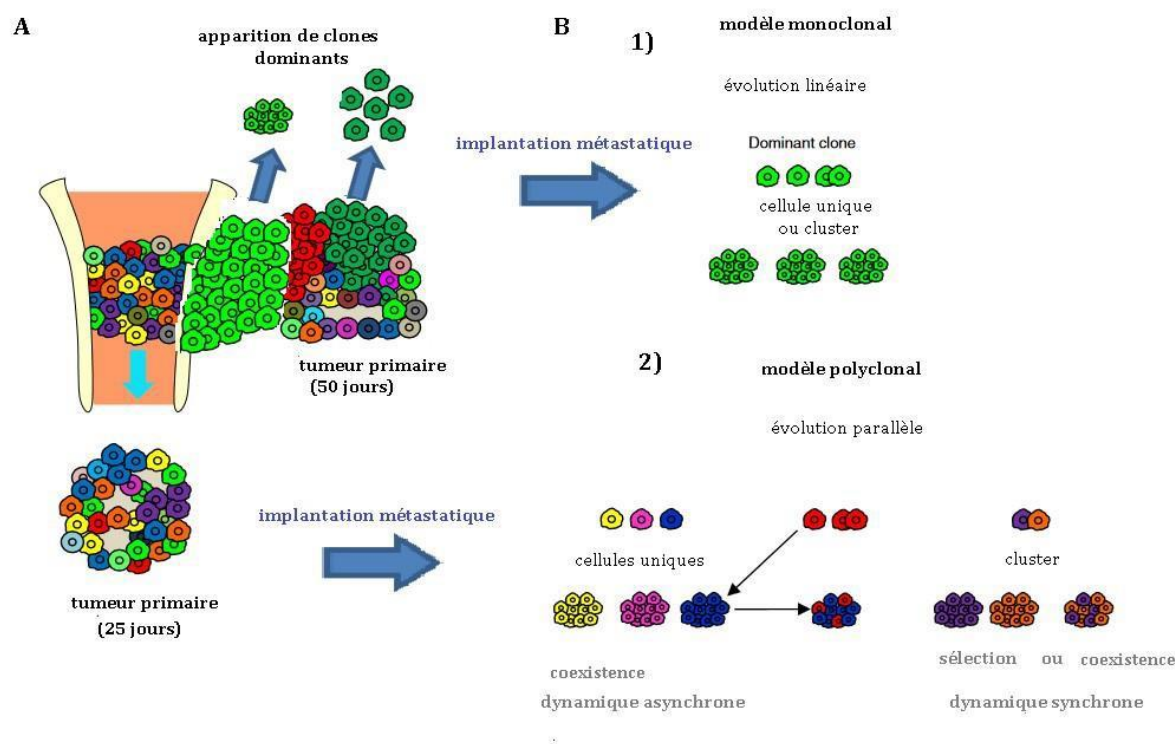 A
apparition de clones
dominants
tumeur primaire
(50 jours)
implantation métastatique
tumeur primaire
(25 jours)
implantation métastatique
B
1)
modèle monoclonal
évolution linéaire
Dominant clone
cellule unique
ou cluster
2)
modèle polyclonal
évolution parallèle
cellules uniques
cluster
coexistence
dynamique asynchrone
sélection ou coexistence
dynamique synchrone